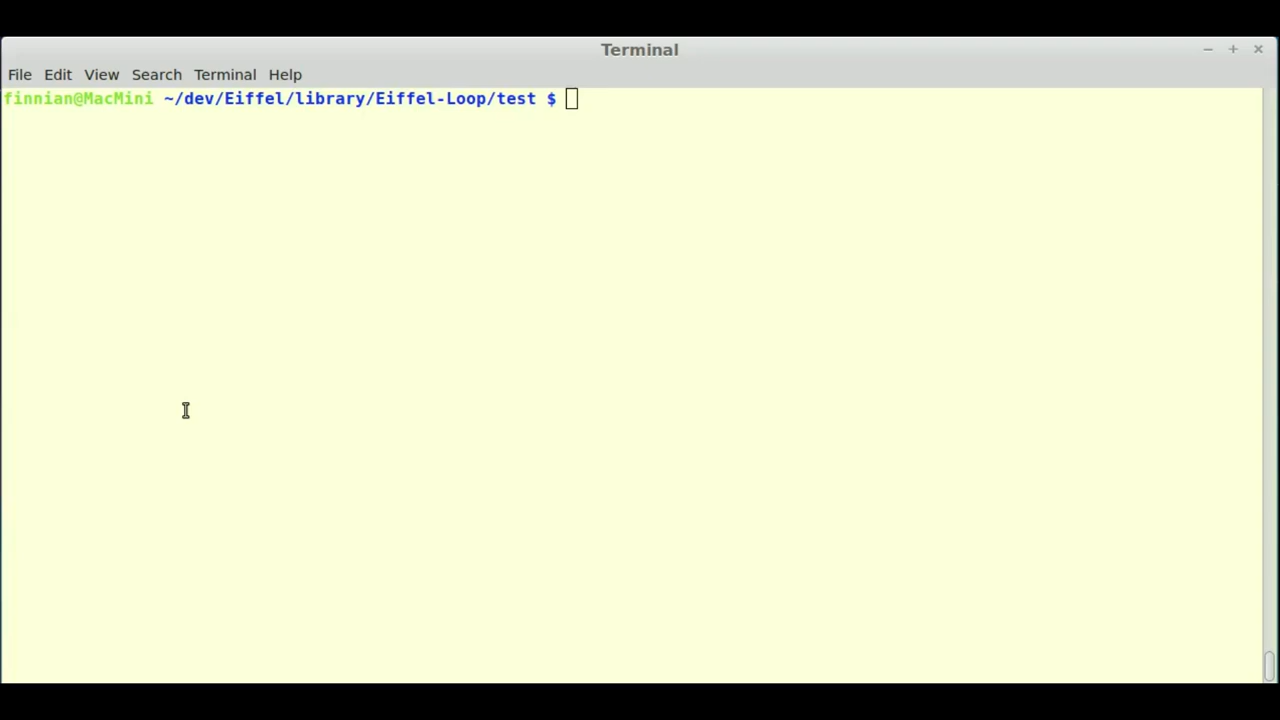 Terminal
File Edit View Search Terminal Help
finnian@MacMini ~/dev/Eiffel/library/Eiffel-Loop/test $